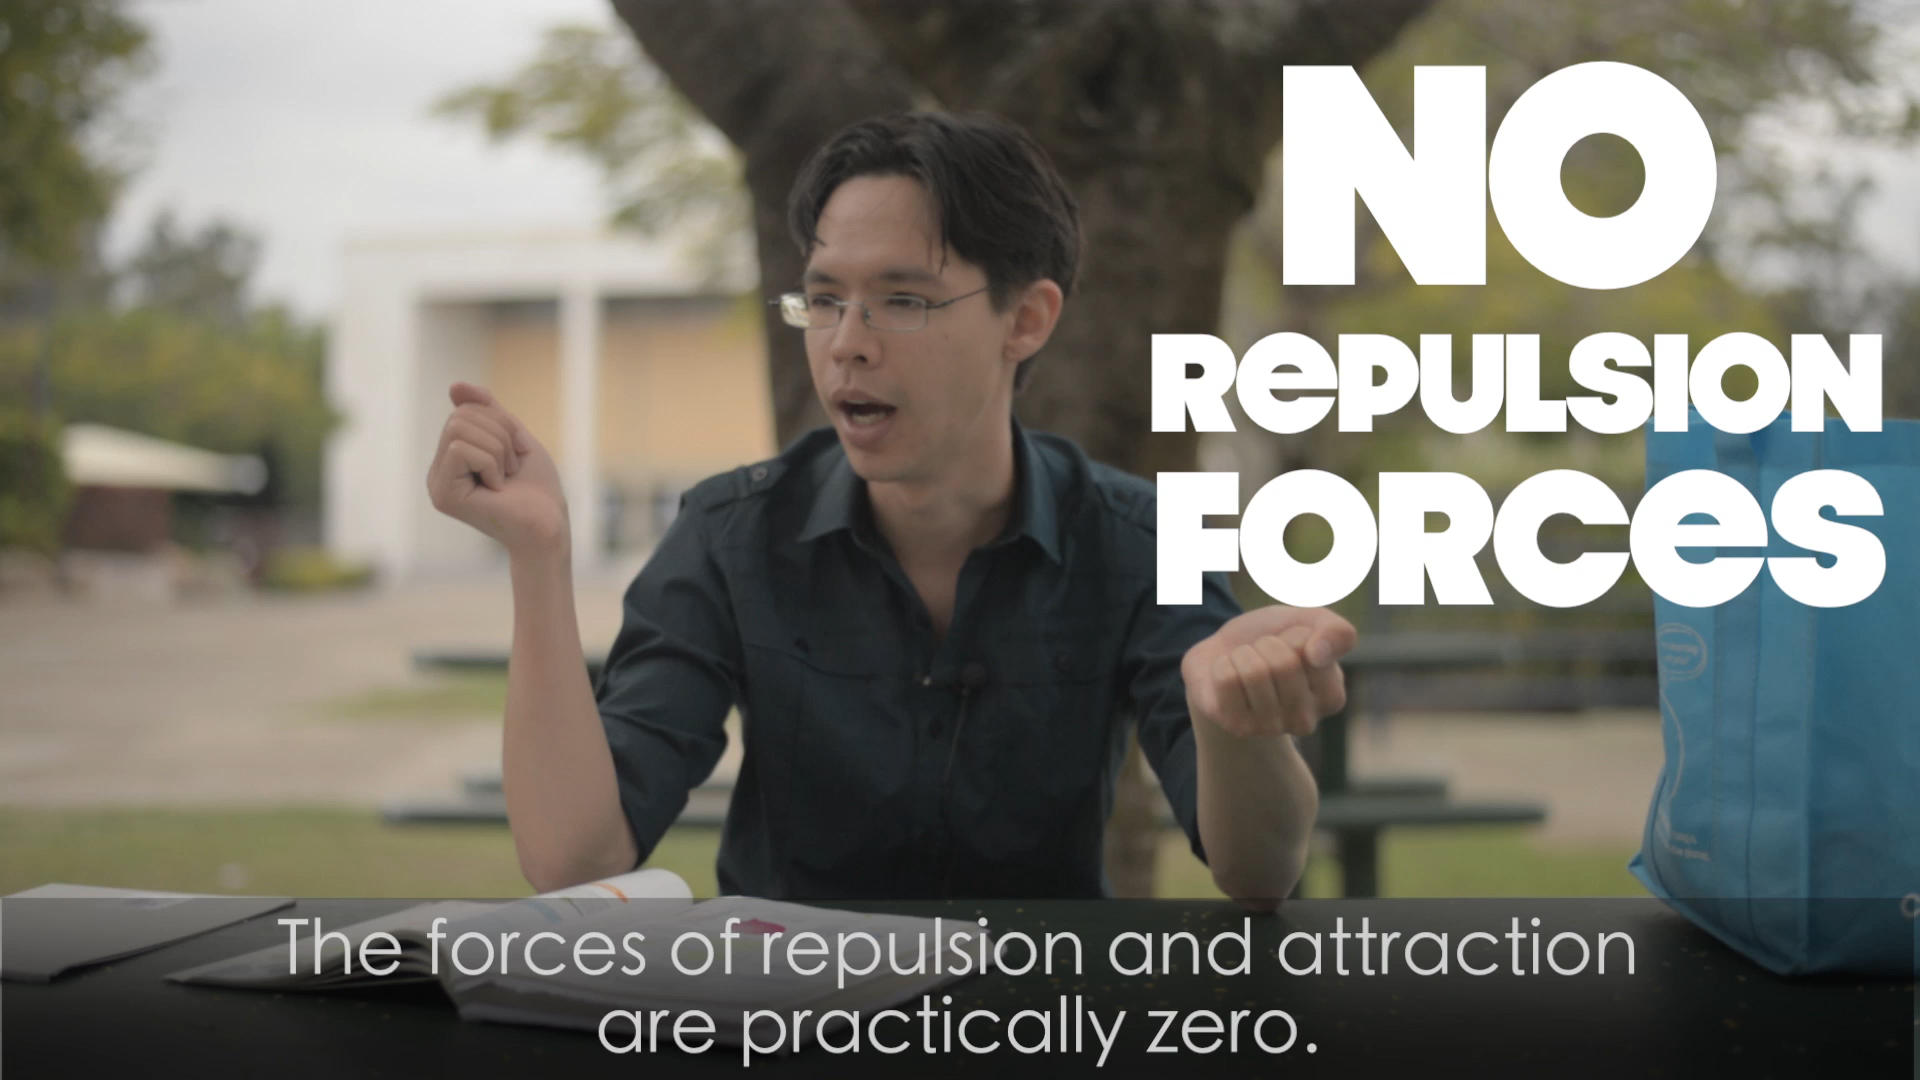 NO
RePULSION
FORCeS
The forces of repulsion and attraction
are practically zero.